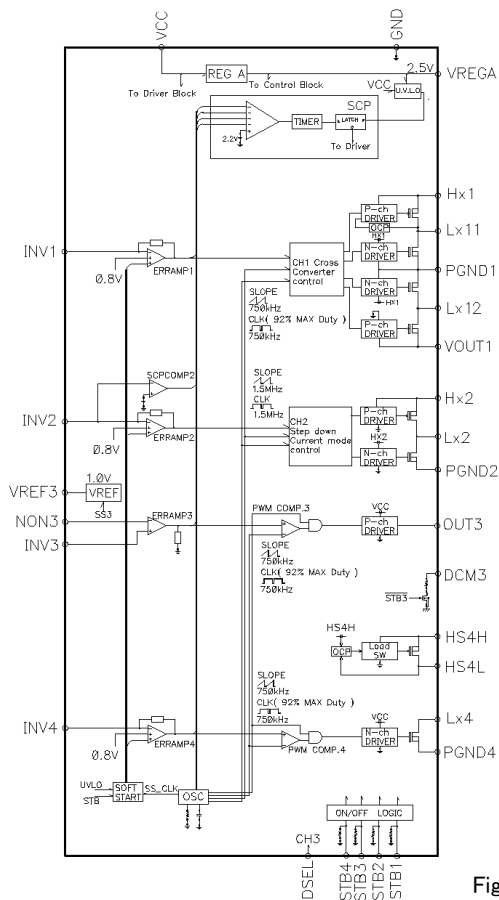 VCC
GND
VREGA
REG A
2.5V
To Control Block
To Driver Block
VCC
U.V.L.O
SCP
TIMER
LATCH
2.2V
To Driver
Hx1
P-ch
DRIVER
OCP
HX1
Lx11
N-ch
DRIVER
PGND1
INV1
0.8V
ERRAMP1
CH1 Cross
Converter
control
N-ch
DRIVER
HX1
Lx12
SLOPE
750kHz
CLK( 92% MAX Duty)
750kHz
P-ch
DRIVER
VOUT1
SCPCOMP2
SLOPE
1.5MHz
CLK
1.5MHz
Hx2
INV2
0.8V
ERRAMP2
CH2
Step down
Current mode
control
P-ch
DRIVER
HX2
Lx2
N-ch
DRIVER
PGND2
1.0V
VREF3
VREF
SS3
NON3
ERRAMP3
INV3
PWM COMP.3
VCC
P-ch
DRIVER
OUT3
SLOPE
750kHz
CLK( 92% MAX Duty)
750kHz
DCM3
STB3
HS4H
HS4H
OCP
Load
SW
HS4L
SLOPE
750kHz
CLK( 92% MAX Duty)
750kHz
INV4
0.8V
ERRAMP4
PWM COMP.4
VCC
N-ch
DRIVER
Lx4
PGND4
UVLO
STB
SOFT
START
SS_CLK
OSC
ON/OFF LOGIC
CH3
DSEL
STB4
STB3
STB2
STB1
Fig